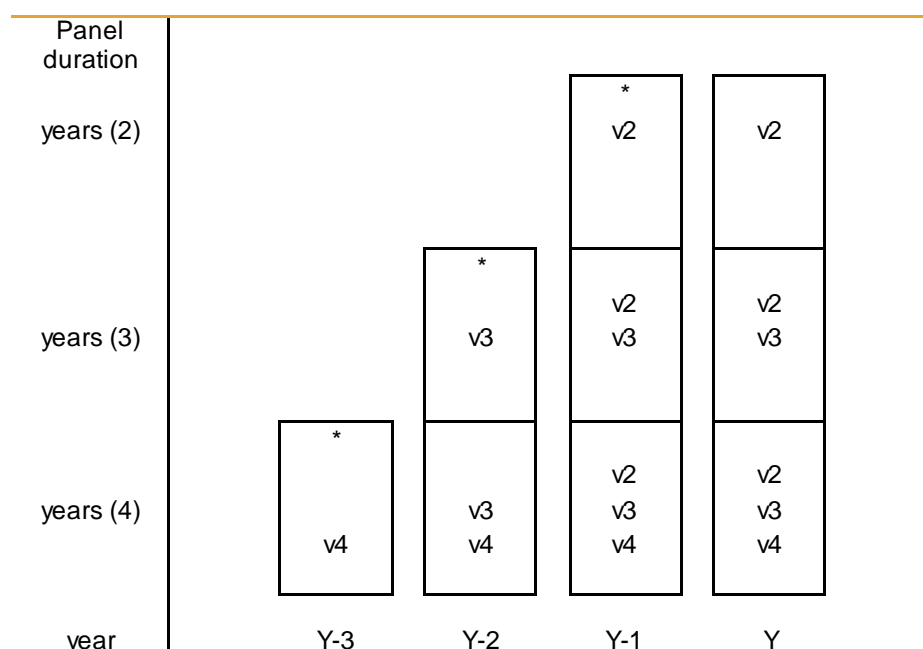 Panel
duration
*
years (2) v2 v2
*
v2 v2
years (3) v3 v3 v3
*
v2 v2
years (4) v3 v3 v3
v4 v4 v4 v4
year Y-3 Y-2 Y-1 Y